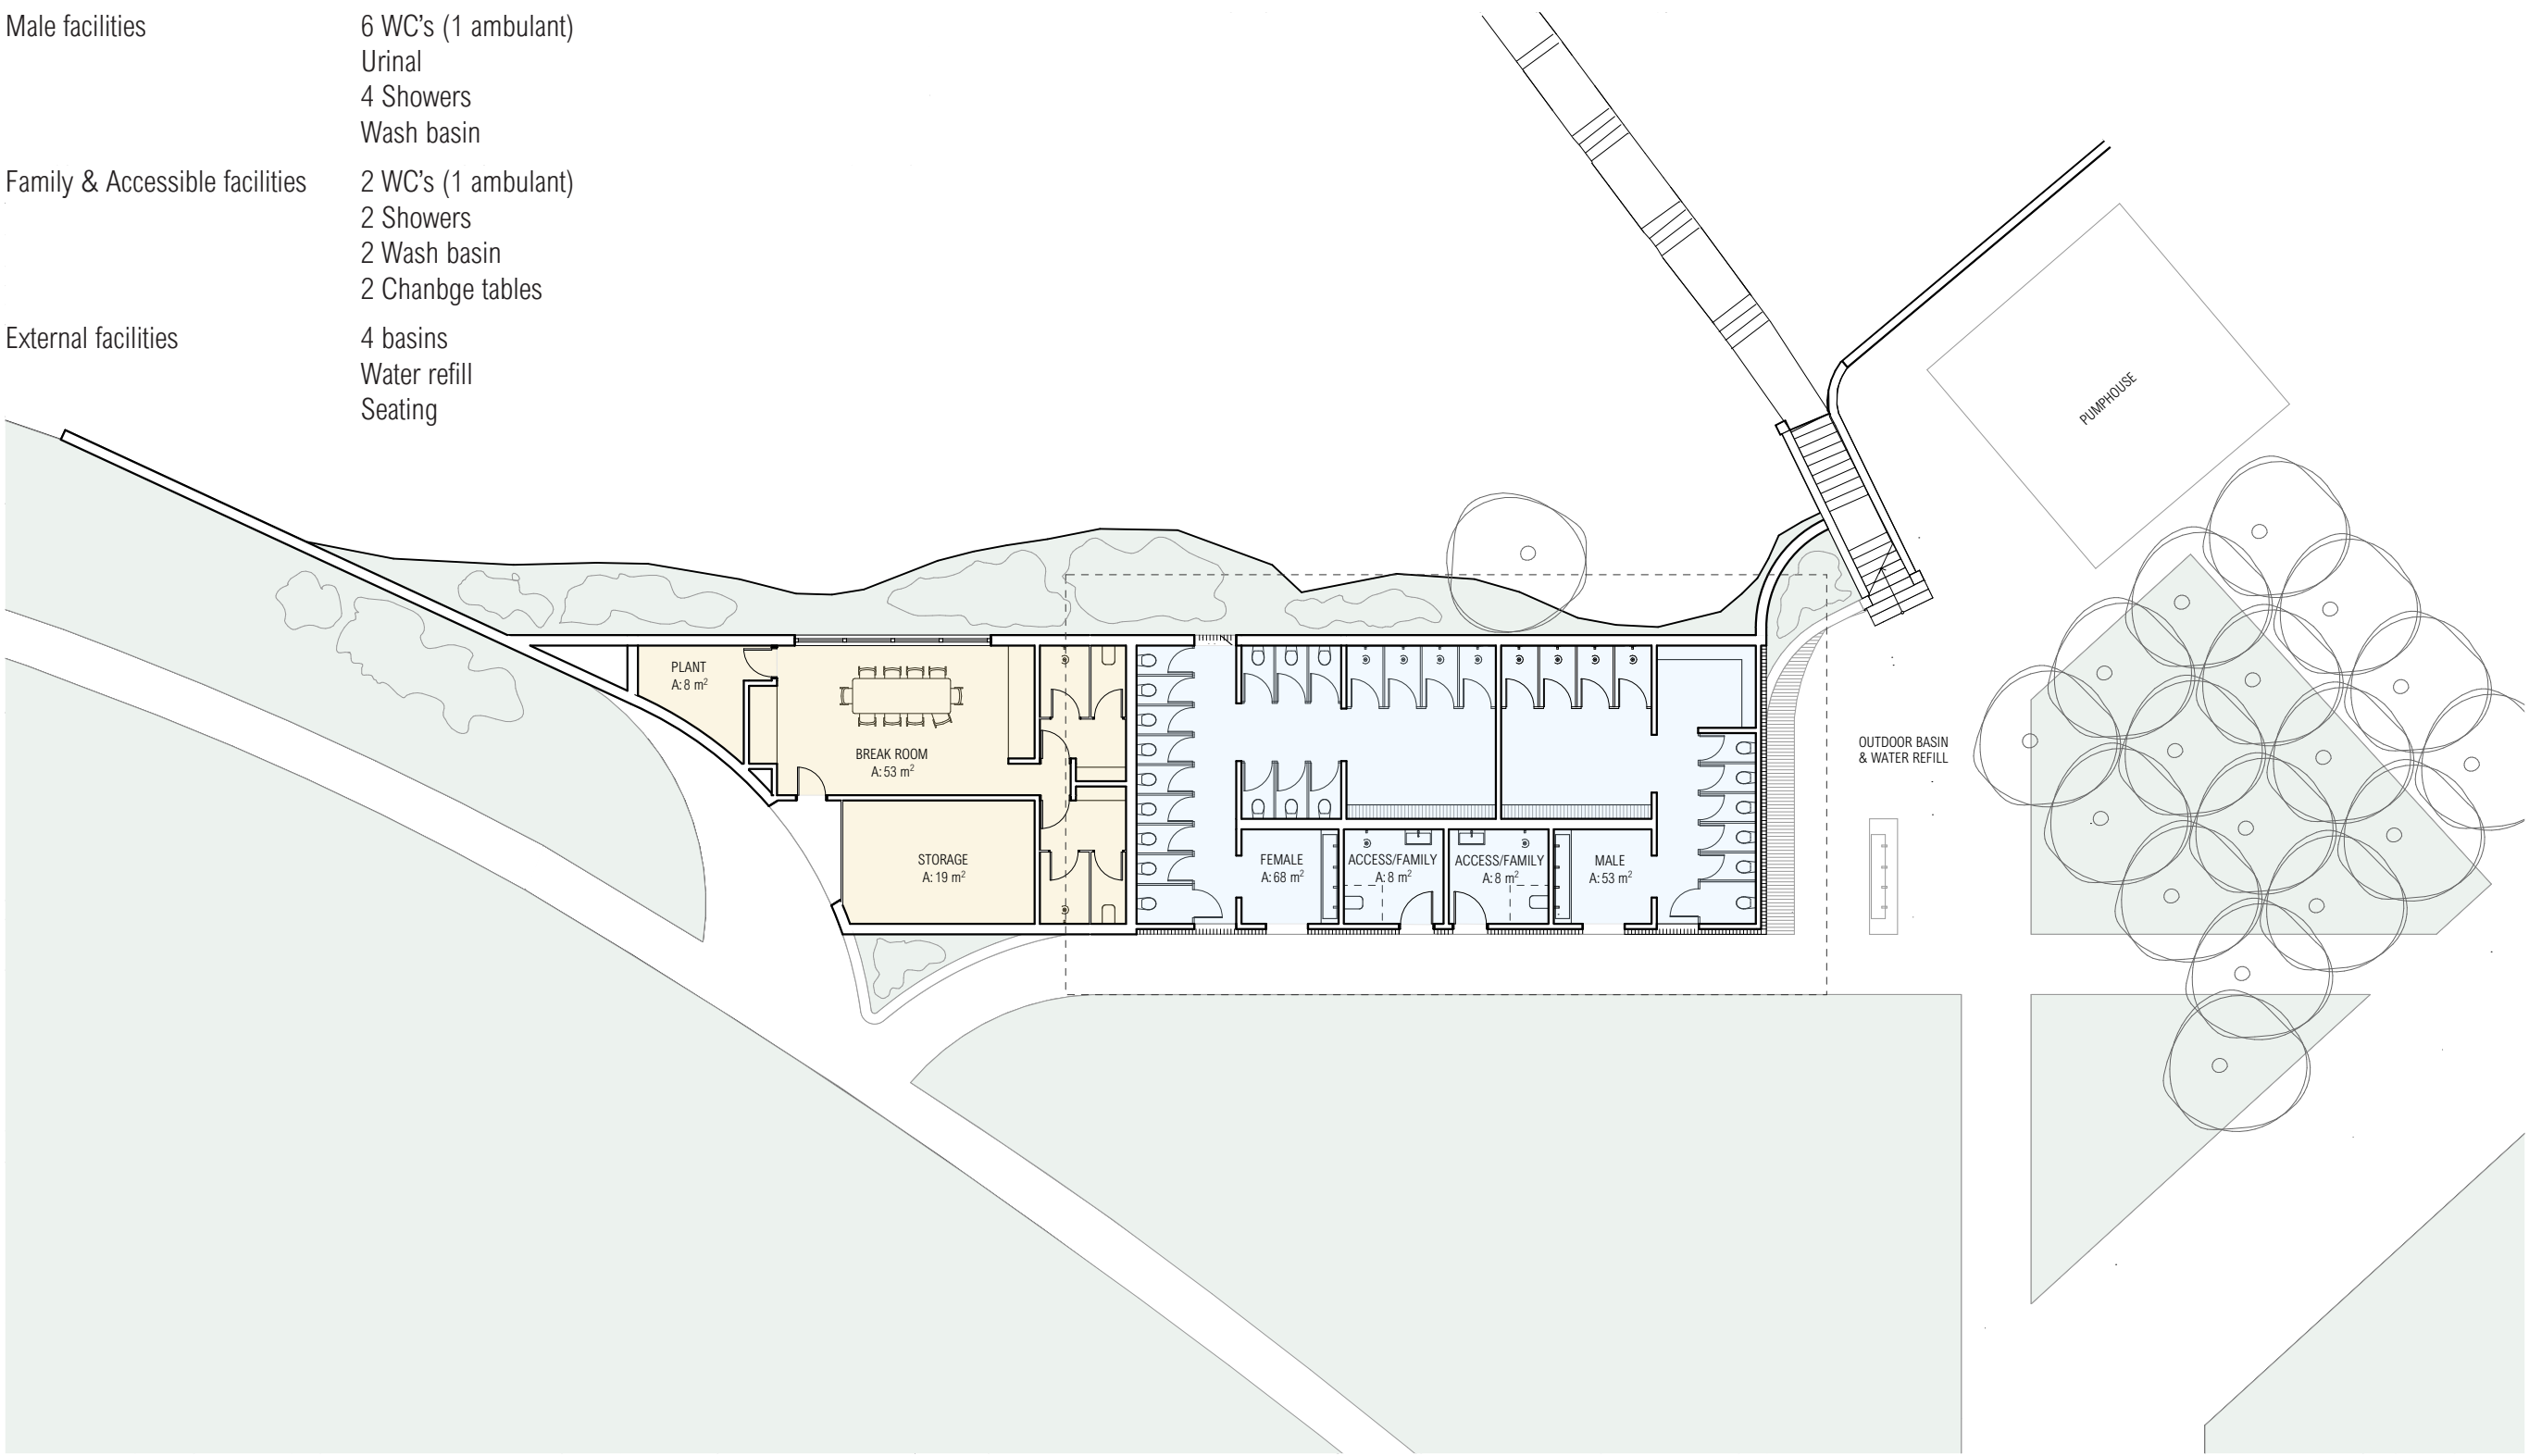 Male facilities 6 WC's (1 ambulant)
Urinal
4 Showers
Wash basin
Family & Accessible facilities 2 WC's (1 ambulant)
2 Showers
2 Wash basin
2 Chanbge tables
External facilities 4 basins
Water refill
Seating
PUMPHOUSE
PLANT
A: 8 m²
BREAK ROOM
A: 53 m²
OUTDOOR BASIN
& WATER REFILL
STORAGE
A: 19 m²
FEMALE
A: 68 m²
ACCESS/FAMILY
A: 8 m²
ACCESS/FAMILY
A: 8 m²
MALE
A: 53 m²